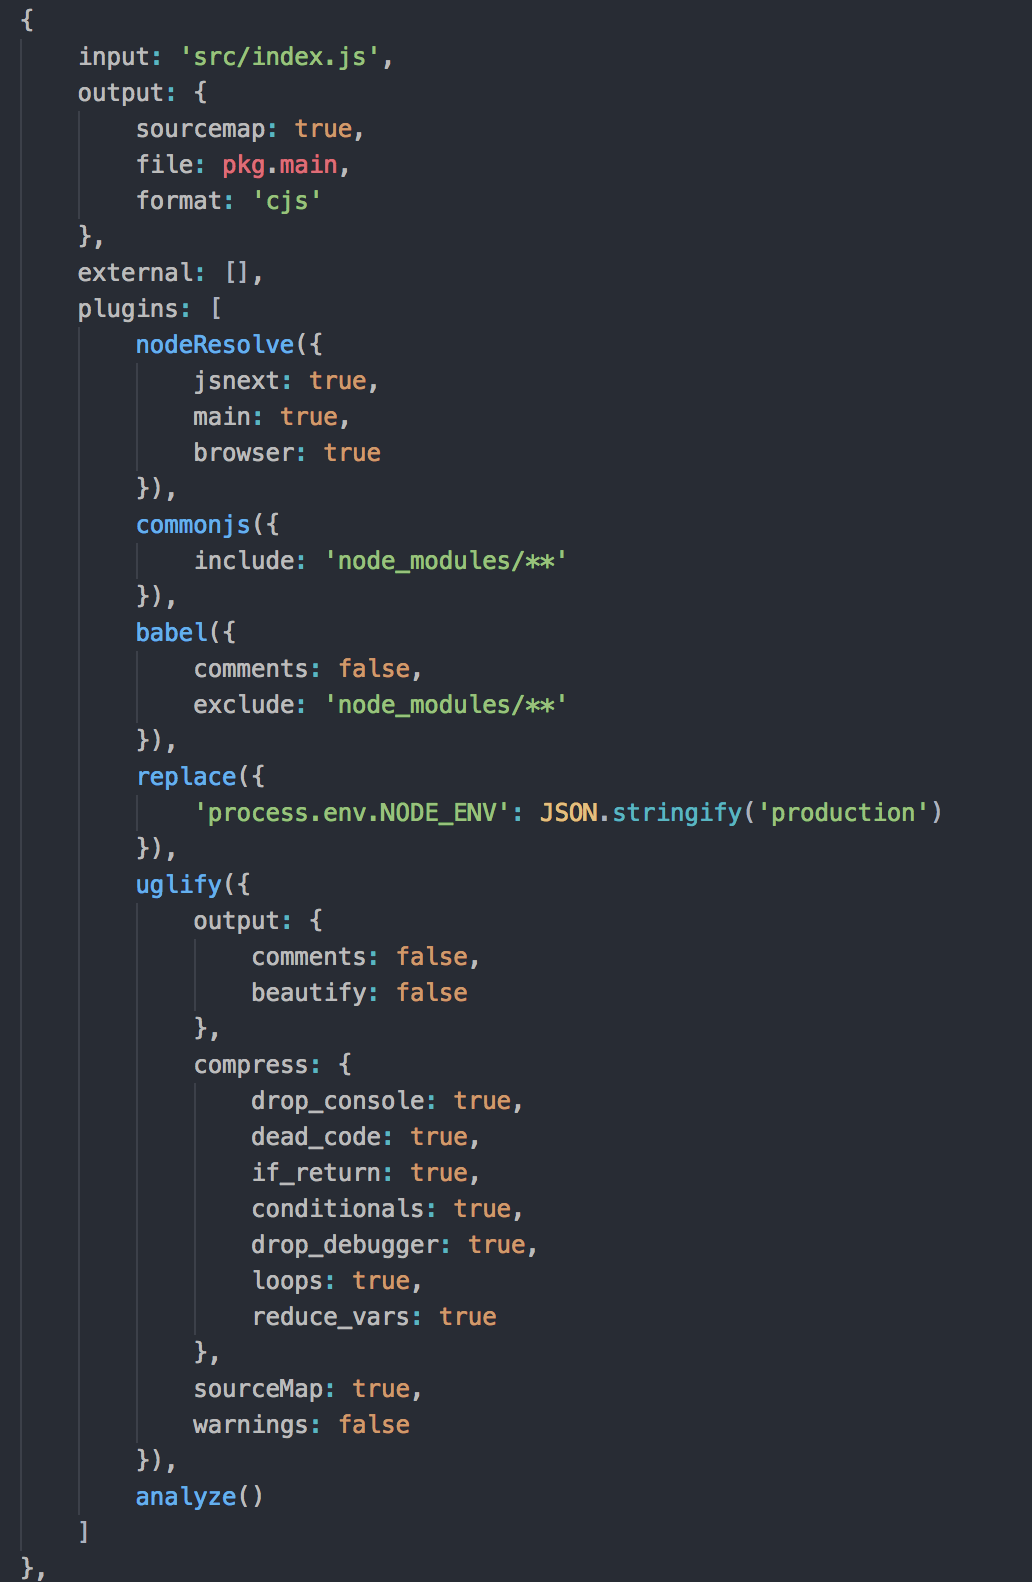 {
    input: 'src/index.js',
    output: {
        sourcemap: true,
        file: pkg.main,
        format: 'cjs'
    },
    external: [],
    plugins: [
        nodeResolve({
            jsnext: true,
            main: true,
            browser: true
        }),
        commonjs({
            include: 'node_modules/**'
        }),
        babel({
            comments: false,
            exclude: 'node_modules/**'
        }),
        replace({
            'process.env.NODE_ENV': JSON.stringify('production')
        }),
        uglify({
            output: {
                comments: false,
                beautify: false
            },
            compress: {
                drop_console: true,
                dead_code: true,
                if_return: true,
                conditionals: true,
                drop_debugger: true,
                loops: true,
                reduce_vars: true
            },
            sourceMap: true,
            warnings: false
        }),
        analyze()
    ]
},